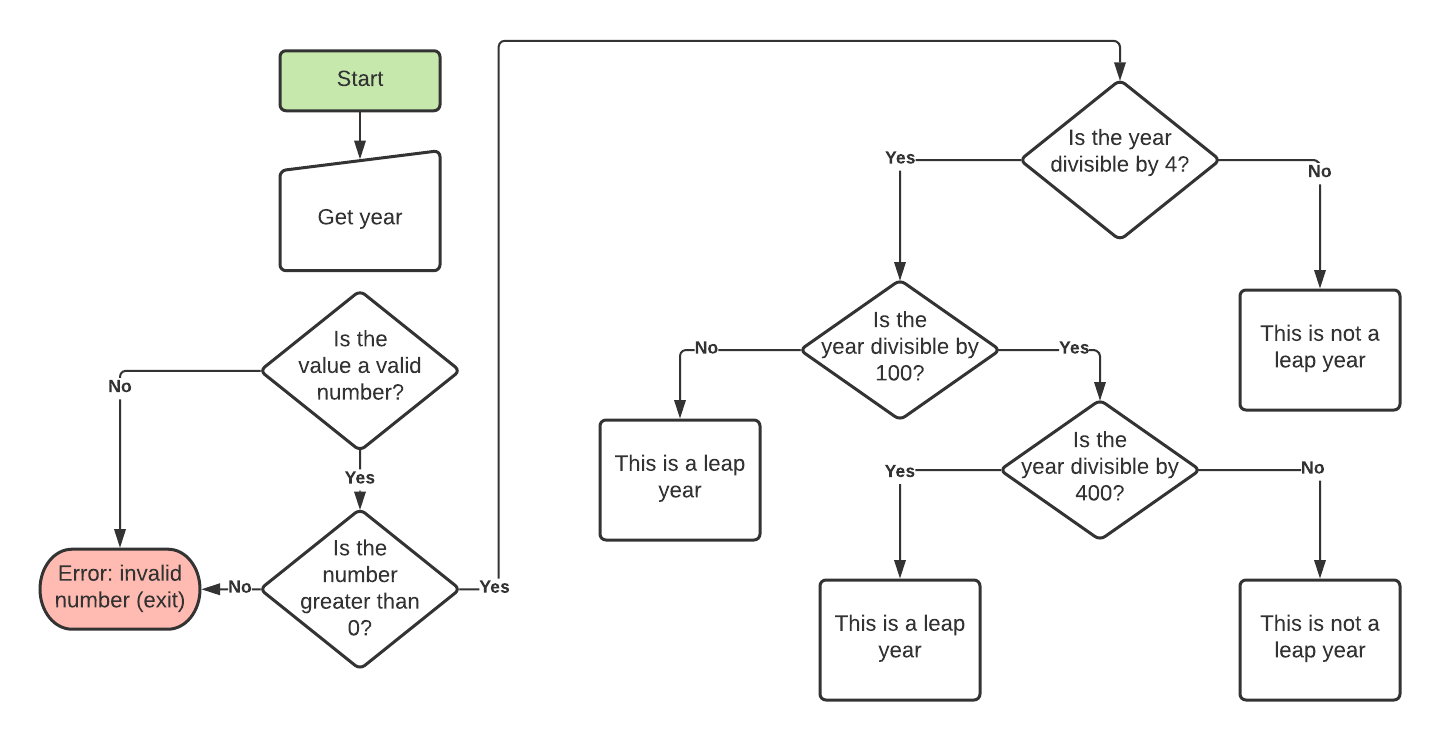 Start
Get year
Is the
value a valid
number?
No
Yes
Is the
number
greater than
0?
No
Error: invalid
number (exit)
Yes
Is the year
divisible by 4?
Yes
No
This is not a
leap year
Is the
year divisible by
100?
No
Yes
This is a leap
year
Is the
year divisible by
400?
Yes
No
This is a leap
year
This is not a
leap year